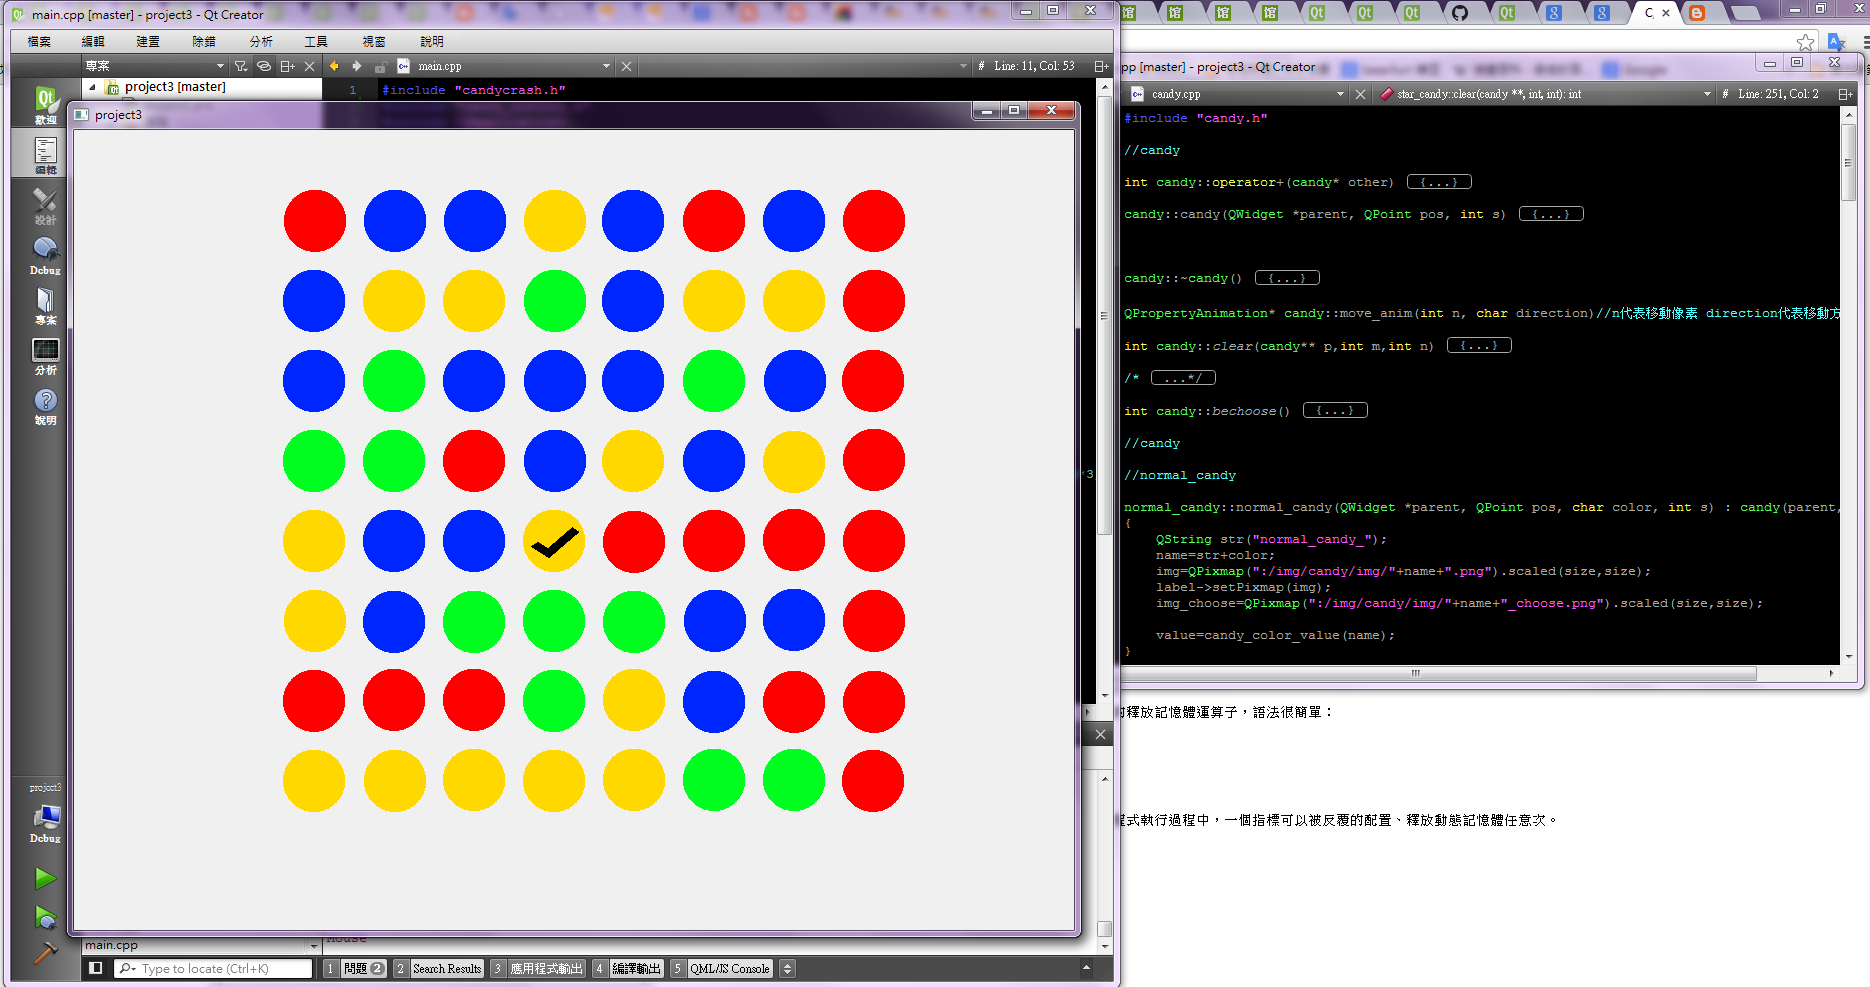 main.cpp [master] - project3 - Qt Creator
檔案 編輯 建置 除錯 分析 工具 視窗 說明
專案
main.cpp
# Line: 11, Col: 53
project3 [master]
1 #include "candycrash.h"
project3
歡迎
編輯
設計
Debug
專案
分析
說明
project3
Debug
main.cpp
Type to locate (Ctrl+K)
1 問題 2
2 Search Results
3 應用程式輸出
4 編譯輸出
5 QML/JS Console
pp [master] - project3 - Qt Creator
candy.cpp
star_candy::clear(candy **, int, int): int
# Line: 251, Col: 2
#include "candy.h"
//candy
int candy::operator+(candy* other) {...}
candy::candy(QWidget *parent, QPoint pos, int s) {...}
candy::~candy() {...}
QPropertyAnimation* candy::move_anim(int n, char direction)//n代表移動像素 direction代表移動方
int candy::clear(candy** p,int m,int n) {...}
/* ...*/
int candy::bechoose() {...}
//candy
//normal_candy
normal_candy::normal_candy(QWidget *parent, QPoint pos, char color, int s) : candy(parent,
{
QString str("normal_candy_");
name=str+color;
img=QPixmap(":/img/candy/img/"+name+".png").scaled(size,size);
label->setPixmap(img);
img_choose=QPixmap(":/img/candy/img/"+name+"_choose.png").scaled(size,size);
value=candy_color_value(name);
}
釋放記憶體運算子，語法很簡單：
程式執行過程中，一個指標可以被反覆的配置、釋放動態記憶體任意次。